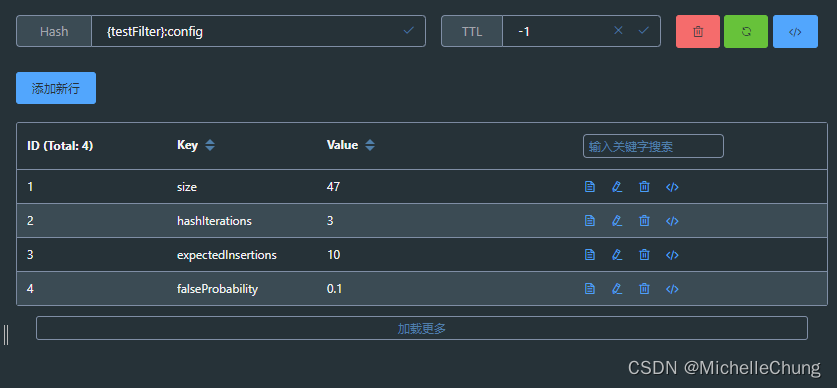 Hash {testFilter}:config TTL -1
添加新行
ID (Total: 4) Key Value 输入关键字搜索
1 size 47
2 hashIterations 3
3 expectedInsertions 10
4 falseProbability 0.1
加载更多
CSDN @MichelleChung